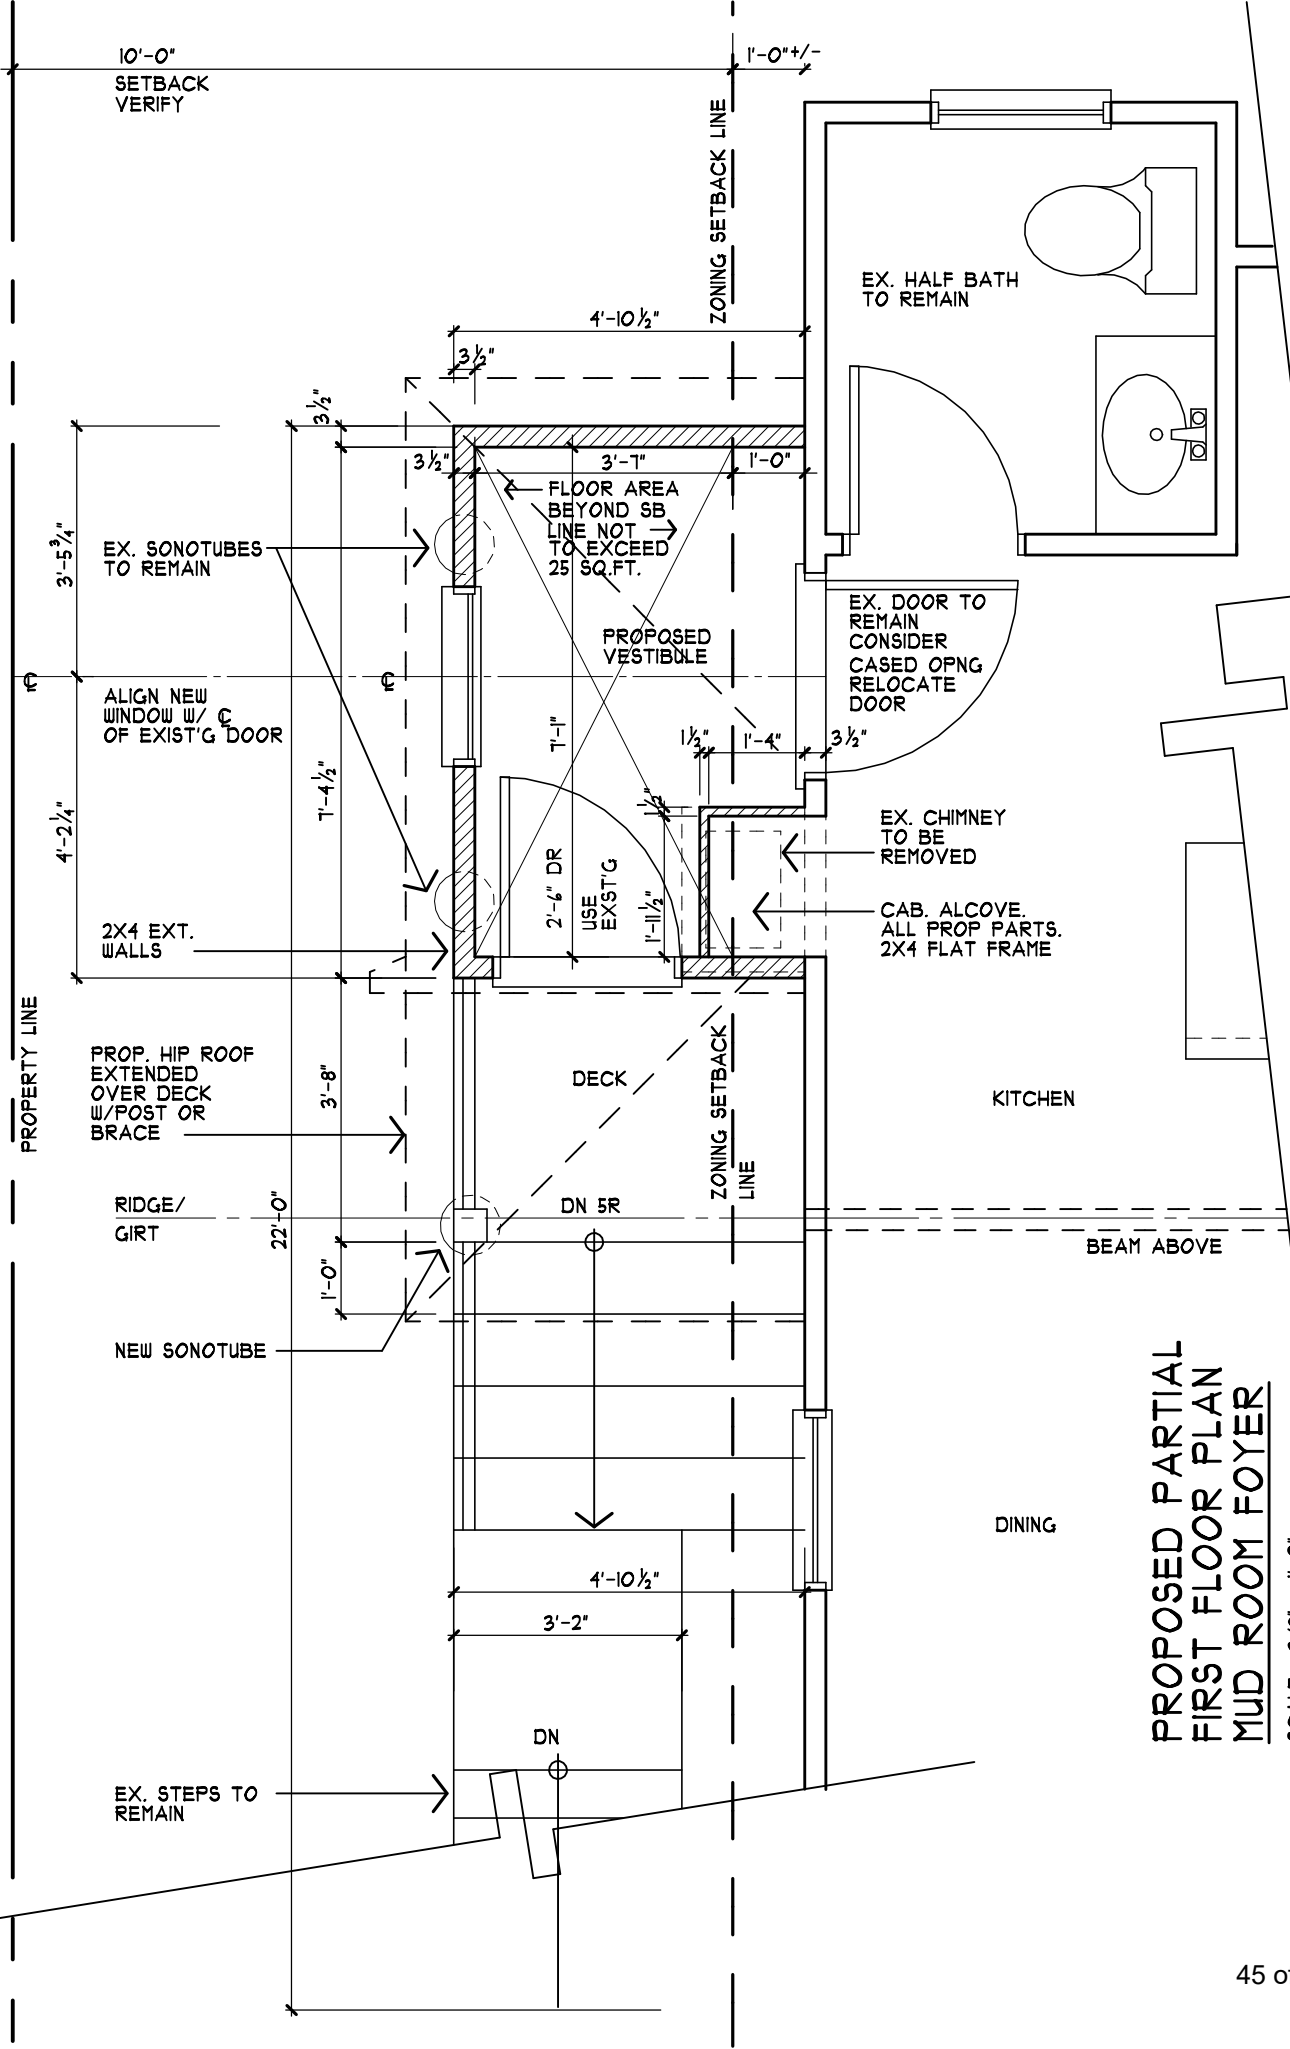 10'-0"
SETBACK
VERIFY
1'-0"+/-
ZONING SETBACK LINE
EX. HALF BATH
TO REMAIN
4'-10 1/2"
3 1/2"
3 1/2"
3 1/2"
3'-7"
1'-0"
FLOOR AREA
BEYOND SB
LINE NOT
TO EXCEED
25 SQ.FT.
3'-5 3/4"
EX. SONOTUBES
TO REMAIN
PROPOSED
VESTIBULE
EX. DOOR TO
REMAIN
CONSIDER
CASED OPNG
RELOCATE
DOOR
℄
℄
ALIGN NEW
WINDOW W/ ℄
OF EXIST'G DOOR
7'-1"
1 1/2"
1'-4"
3 1/2"
7'-4 1/2"
4'-2 1/4"
1 1/2"
EX. CHIMNEY
TO BE
REMOVED
2'-6" DR
USE
EXST'G
1'-11 1/2"
CAB. ALCOVE.
ALL PROP PARTS.
2X4 FLAT FRAME
2X4 EXT.
WALLS
PROPERTY LINE
PROP. HIP ROOF
EXTENDED
OVER DECK
W/POST OR
BRACE
3'-8"
DECK
ZONING SETBACK
LINE
KITCHEN
RIDGE/
GIRT
22'-0"
DN 5R
BEAM ABOVE
1'-0"
NEW SONOTUBE
PROPOSED PARTIAL
FIRST FLOOR PLAN
MUD ROOM FOYER
DINING
4'-10 1/2"
3'-2"
DN
EX. STEPS TO
REMAIN
45